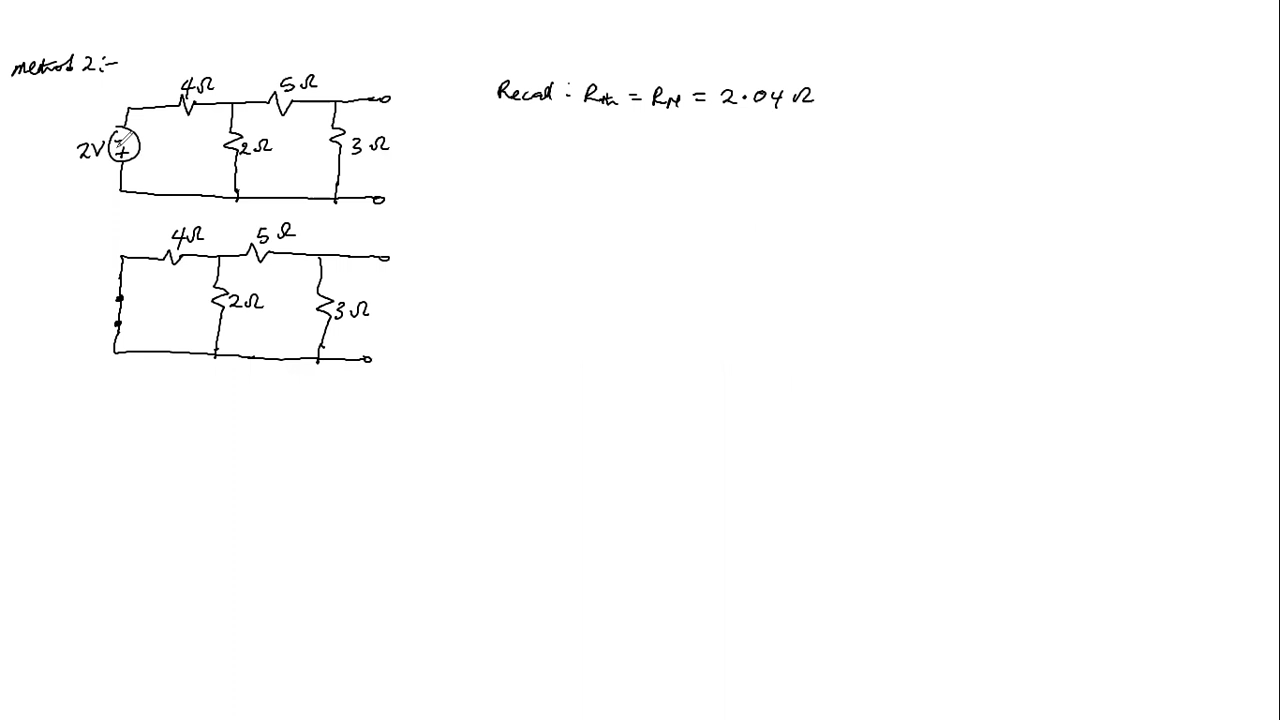 method 2:-
4Ω 5Ω
2V - + 2Ω 3Ω
4Ω 5Ω
2Ω 3Ω
Recall : Rth = RN = 2.04 Ω